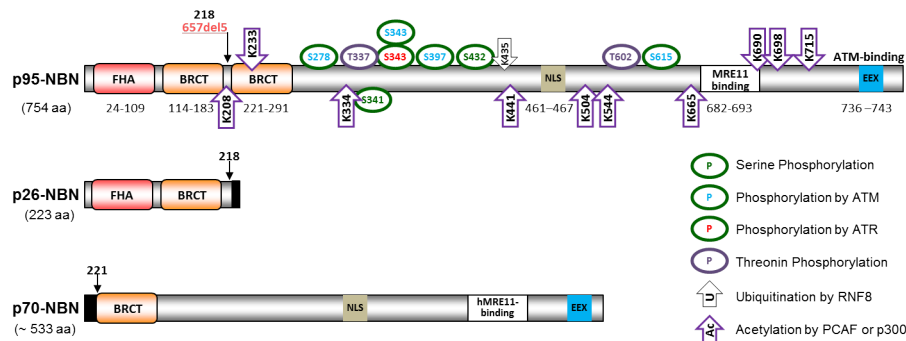 218
657del5
K233
S343
S278
T337
S343
S397
S432
K435
T602
S615
K690
K698
K715
ATM-binding
p95-NBN
FHA
BRCT
BRCT
NLS
MRE11
binding
EEX
(754 aa)
24-109
114-183
K208
221-291
K334
S341
K441
461–467
K504
K544
K665
682-693
736 –743
218
p26-NBN
FHA
BRCT
(223 aa)
P Serine Phosphorylation
P Phosphorylation by ATM
P Phosphorylation by ATR
P Threonin Phosphorylation
U Ubiquitination by RNF8
Ac Acetylation by PCAF or p300
221
p70-NBN
BRCT
NLS
hMRE11-
binding
EEX
(~ 533 aa)